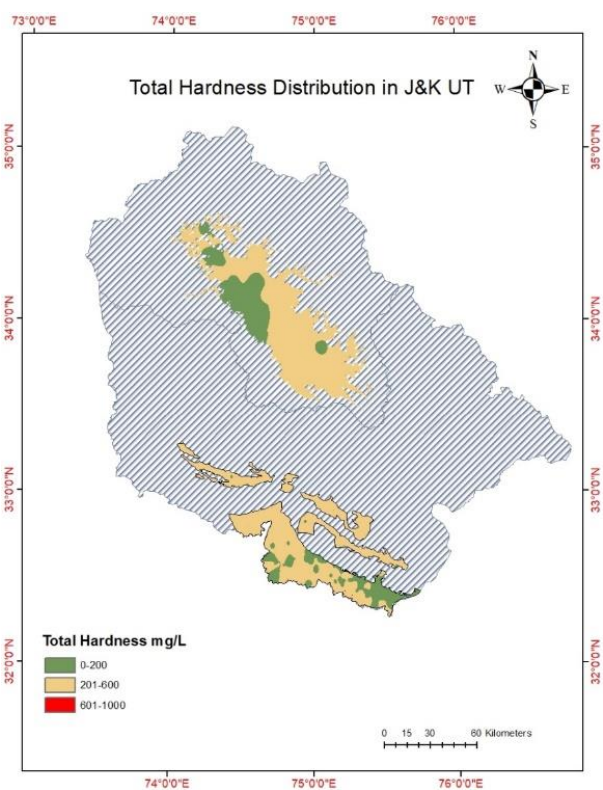 73°0'0"E 74°0'0"E 75°0'0"E 76°0'0"E
Total Hardness Distribution in J&K UT
N
W E
S
35°0'0"N 35°0'0"N
34°0'0"N 34°0'0"N
33°0'0"N 33°0'0"N
32°0'0"N 32°0'0"N
Total Hardness mg/L
0-200
201-600
601-1000
0 15 30 60 Kilometers
74°0'0"E 75°0'0"E 76°0'0"E